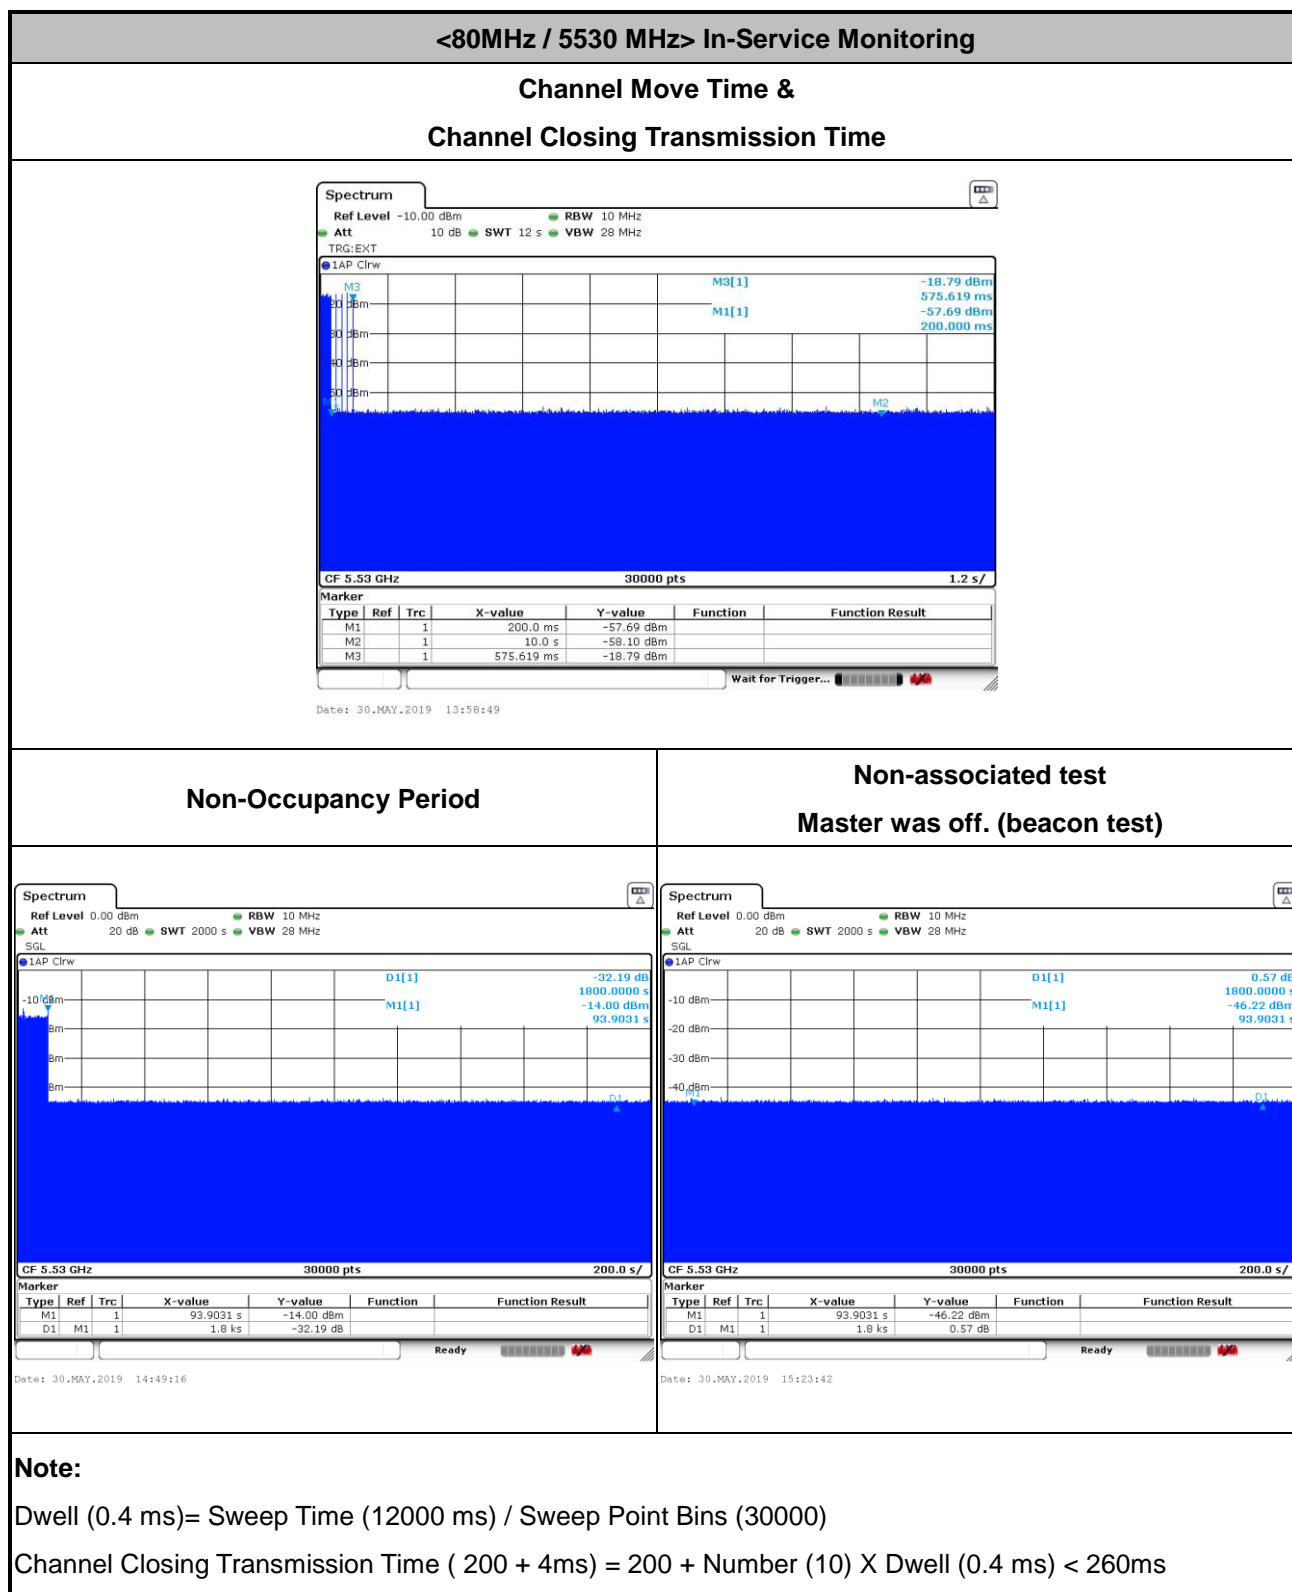 <80MHz / 5530 MHz> In-Service Monitoring
Channel Move Time &
Channel Closing Transmission Time
Spectrum
Ref Level -10.00 dBm RBW 10 MHz
Att 10 dB SWT 12 s VBW 28 MHz
TRG:EXT
1AP Clrw
M3[1] -18.79 dBm
575.619 ms
M1[1] -57.69 dBm
200.000 ms
M3
M2
CF 5.53 GHz 30000 pts 1.2 s/
Marker
Type Ref Trc X-value Y-value Function Function Result
M1 1 200.0 ms -57.69 dBm
M2 1 10.0 s -58.10 dBm
M3 1 575.619 ms -18.79 dBm
Wait for Trigger...
Date: 30.MAY.2019 13:58:49
Non-Occupancy Period
Non-associated test
Master was off. (beacon test)
Spectrum
Ref Level 0.00 dBm RBW 10 MHz
Att 20 dB SWT 2000 s VBW 28 MHz
SGL
1AP Clrw
D1[1] -32.19 dB
1800.0000 s
M1[1] -14.00 dBm
93.9031 s
D1
CF 5.53 GHz 30000 pts 200.0 s/
Marker
Type Ref Trc X-value Y-value Function Function Result
M1 1 93.9031 s -14.00 dBm
D1 M1 1 1.8 ks -32.19 dB
Ready
Date: 30.MAY.2019 14:49:16
Spectrum
Ref Level 0.00 dBm RBW 10 MHz
Att 20 dB SWT 2000 s VBW 28 MHz
SGL
1AP Clrw
D1[1] 0.57 dB
1800.0000 s
M1[1] -46.22 dBm
93.9031 s
-10 dBm
-20 dBm
-30 dBm
-40 dBm
M1
D1
CF 5.53 GHz 30000 pts 200.0 s/
Marker
Type Ref Trc X-value Y-value Function Function Result
M1 1 93.9031 s -46.22 dBm
D1 M1 1 1.8 ks 0.57 dB
Ready
Date: 30.MAY.2019 15:23:42
Note:
Dwell (0.4 ms)= Sweep Time (12000 ms) / Sweep Point Bins (30000)
Channel Closing Transmission Time ( 200 + 4ms) = 200 + Number (10) X Dwell (0.4 ms) < 260ms